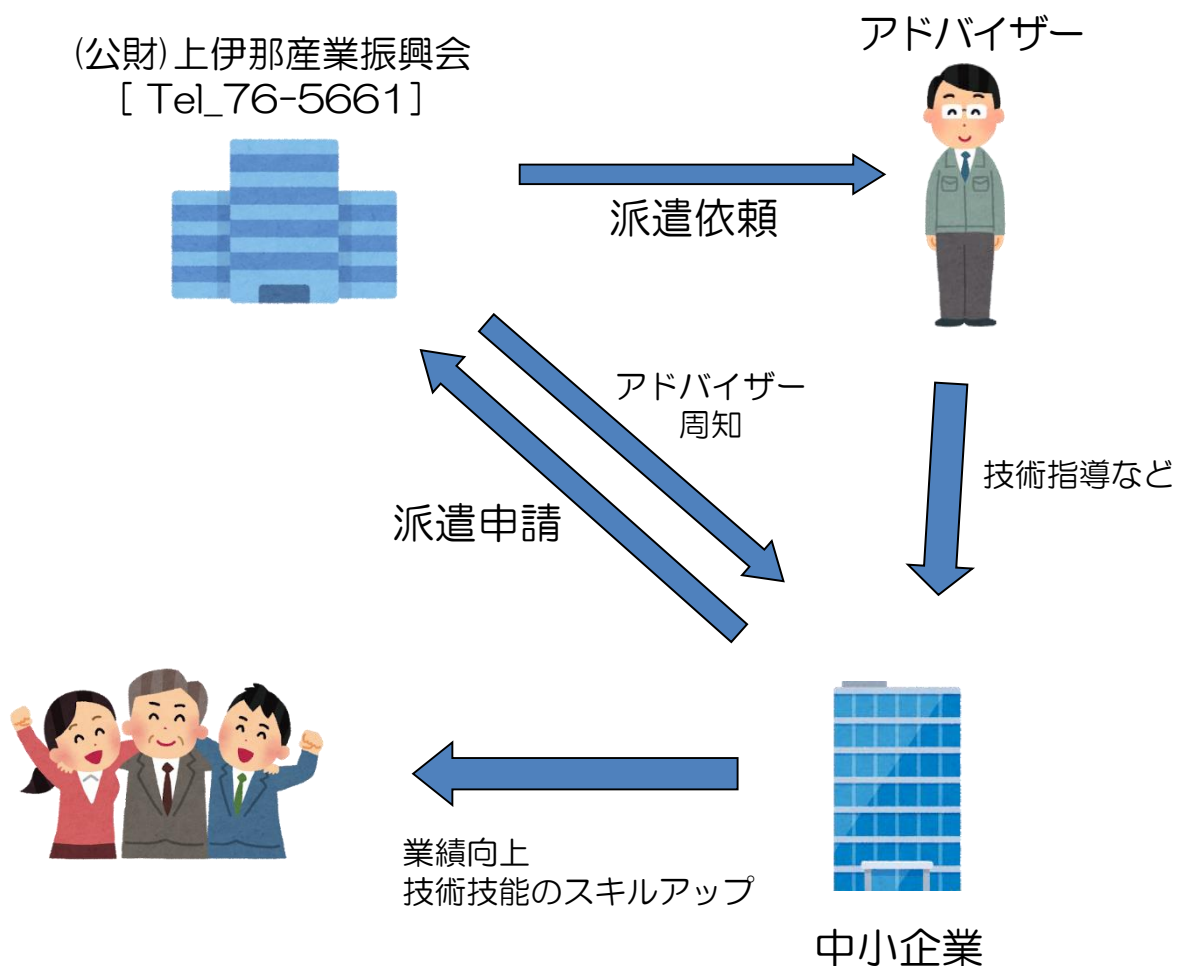 (公財)上伊那産業振興会
[ Tel_76-5661]
アドバイザー
派遣依頼
アドバイザー
周知
技術指導など
派遣申請
業績向上
技術技能のスキルアップ
中小企業